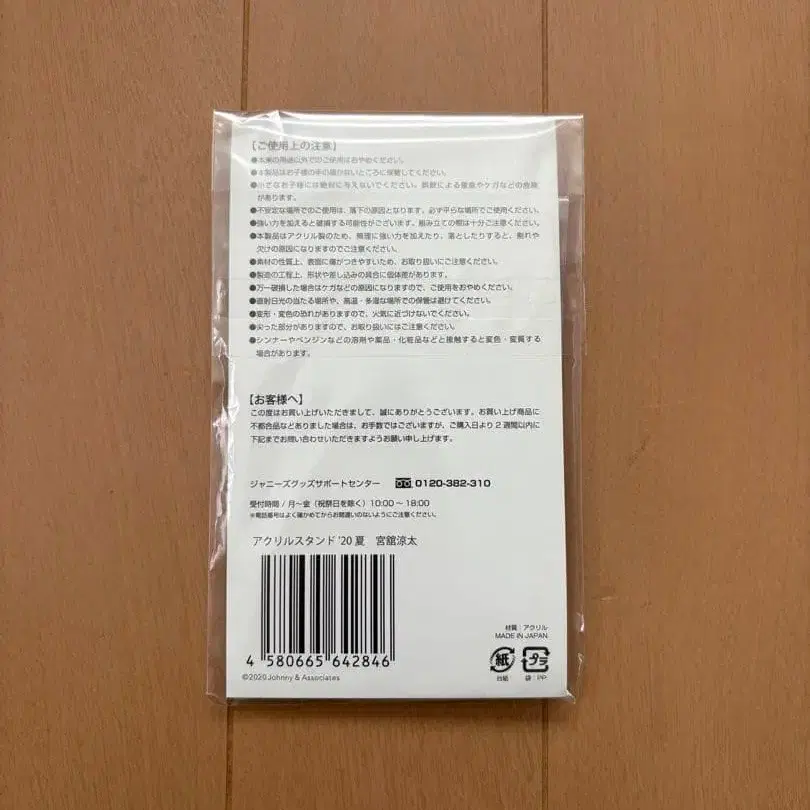 【ご使用上の注意】
●本来の用途以外でのご使用はおやめください。
●本製品はお子様の手の届かないところに保管してください。
●小さなお子様には絶対に与えないでください。誤飲による窒息やケガなどの危険
があります。
●不安定な場所でのご使用は、落下の原因となります。必ず平らな場所でご使用ください。
●強い力を加えると破損する可能性がございます。組み立ての際は十分ご注意ください。
●本製品はアクリル製のため、無理に強い力を加えたり、落としたりすると、割れや
欠けの原因になりますのでご注意ください。
●素材の性質上、表面に傷がつきやすいため、お取り扱いにご注意ください。
●製造の工程上、形状や差し込みの具合に個体差があります。
●万一破損した場合はケガなどの原因になりますので、ご使用をおやめください。
●直射日光の当たる場所や、高温・多湿な場所での保管は避けてください。
●変形・変色の恐れがありますので、火気に近づけないでください。
●尖った部分がありますので、お取り扱いにはご注意ください。
●シンナーやベンジンなどの溶剤や薬品・化粧品などと接触すると変色・変質する
場合があります。
【お客様へ】
この度はお買い上げいただきまして、誠にありがとうございます。お買い上げ商品に
不都合品などありました場合は、お手数ではございますが、ご購入日より2週間以内に
下記までお問い合わせいただきますようお願い申し上げます。
ジャニーズグッズサポートセンター 0120-382-310
受付時間/月〜金(祝祭日を除く)10:00〜18:00
※電話番号はよく確かめてからお間違いのないようにご注意ください。
アクリルスタンド '20 夏 宮舘涼太
4 580665 642846
©2020 Johnny & Associates
材質:アクリル
MADE IN JAPAN
紙 プラ
台紙 袋:PP